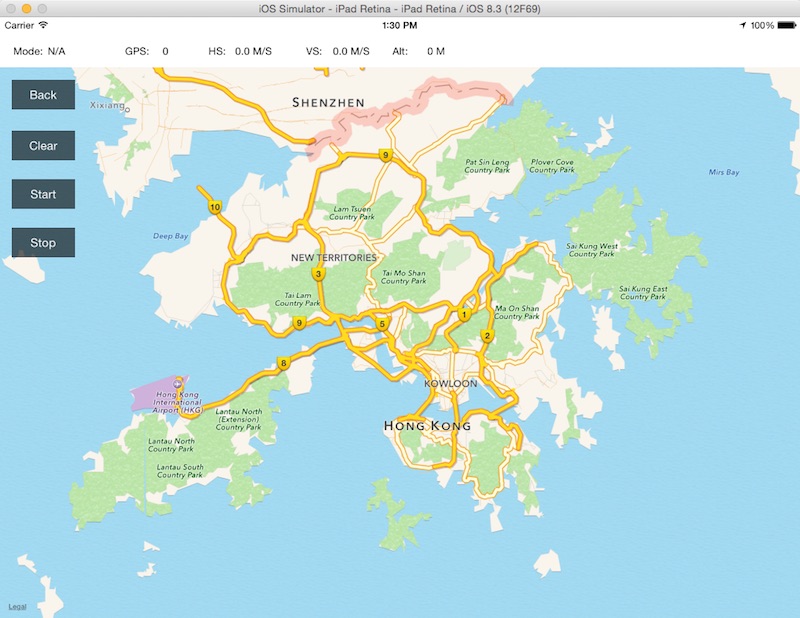 iOS Simulator - iPad Retina - iPad Retina / iOS 8.3 (12F69)
Carrier 1:30 PM 100%
Mode: N/A GPS: 0 HS: 0.0 M/S VS: 0.0 M/S Alt: 0 M
Back
Clear
Start
Stop
Xixiang
SHENZHEN
9
Pat Sin Leng
Country Park
Plover Cove
Country Park
Mirs Bay
10
Lam Tsuen
Country Park
Deep Bay
Sai Kung West
Country Park
NEW TERRITORIES
3
Tai Mo Shan
Country Park
Sai Kung East
Country Park
Tai Lam
Country Park
Ma On Shan
Country Park
9
5
1
2
8
KOWLOON
Hong Kong
International
Airport (HKG)
Lantau North
(Extension)
Country Park
HONG KONG
Lantau North
Country Park
Lantau South
Country Park
Legal